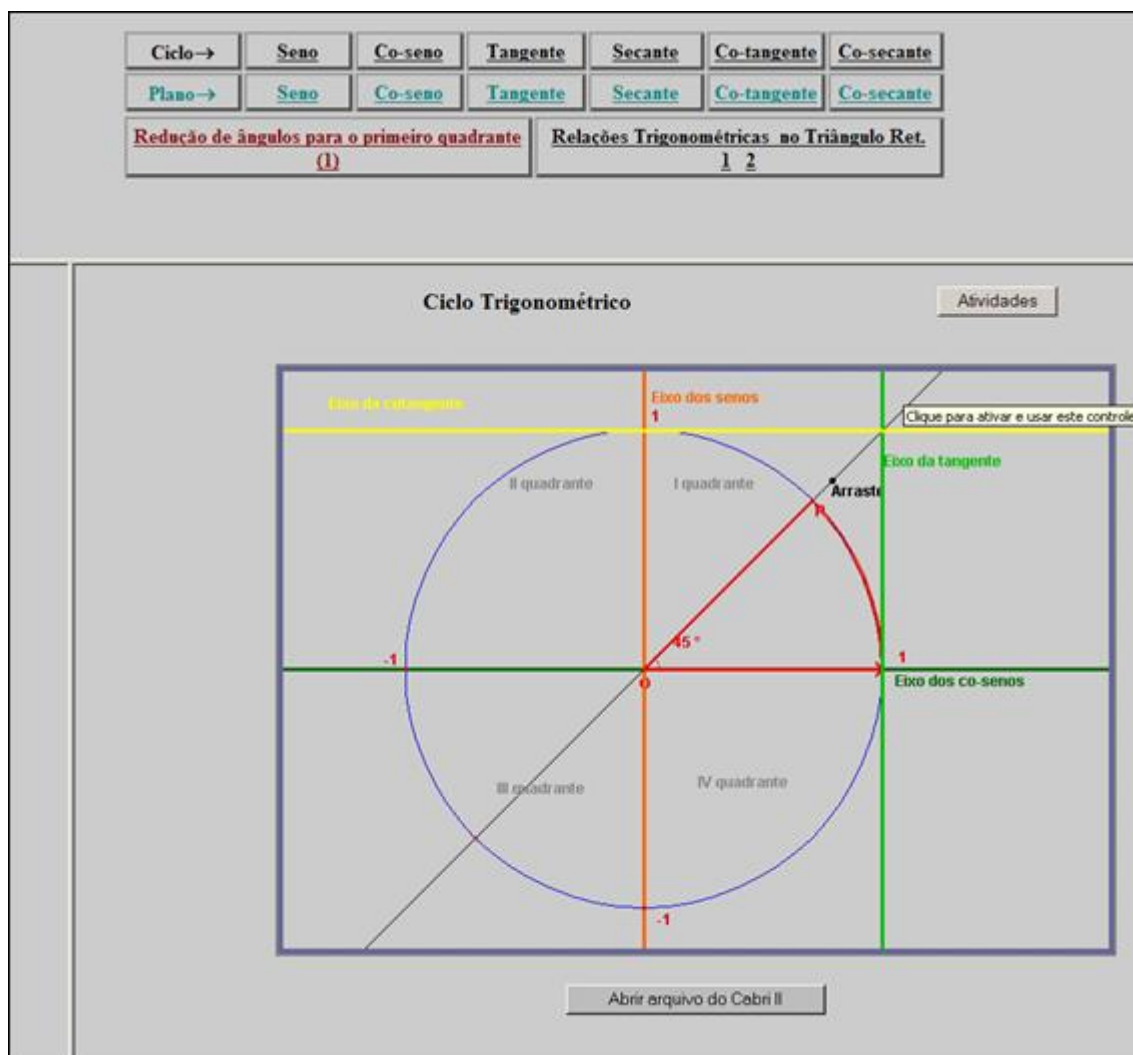 Ciclo→ Seno Co-seno Tangente Secante Co-tangente Co-secante
Plano→ Seno Co-seno Tangente Secante Co-tangente Co-secante
Redução de ângulos para o primeiro quadrante
(1)
Relações Trigonométricas no Triângulo Ret.
1 2
Ciclo Trigonométrico
Atividades
Eixo da cotangente
Eixo dos senos
1
Clique para ativar e usar este controle
Eixo da tangente
II quadrante
I quadrante
Arraste
P
45 °
-1
1
O
Eixo dos co-senos
III quadrante
IV quadrante
-1
Abrir arquivo do Cabri II